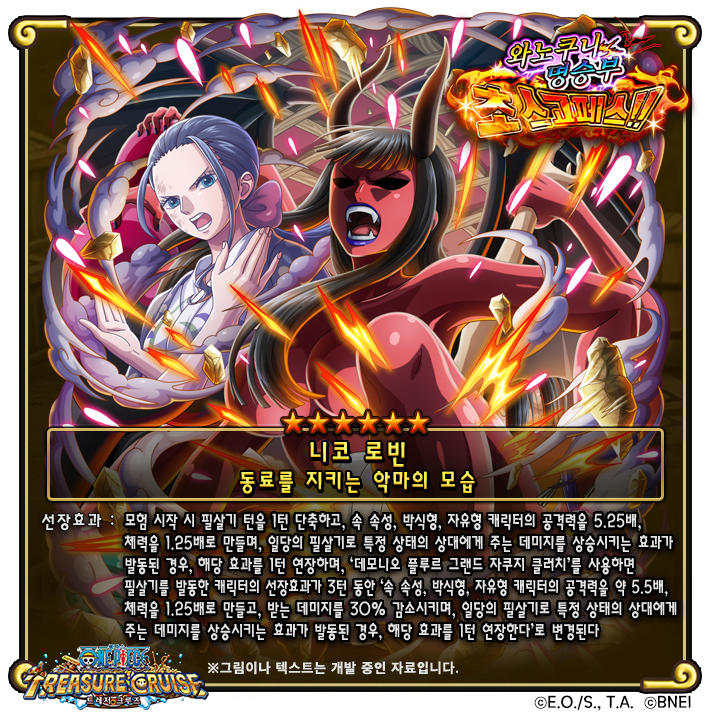 와노쿠니
명승부
초 스고페스!!
★★★★★★
니코 로빈
동료를 지키는 악마의 모습
선장효과 : 모험 시작 시 필살기 턴을 1턴 단축하고, 속 속성, 박식형, 자유형 캐릭터의 공격력을 5.25배,
체력을 1.25배로 만들며, 일당의 필살기로 특정 상태의 상대에게 주는 데미지를 상승시키는 효과가
발동된 경우, 해당 효과를 1턴 연장하며, '데모니오 플루르 그랜드 자쿠지 클러치'를 사용하면
필살기를 발동한 캐릭터의 선장효과가 3턴 동안 '속 속성, 박식형, 자유형 캐릭터의 공격력을 약 5.5배,
체력을 1.25배로 만들고, 받는 데미지를 30% 감소시키며, 일당의 필살기로 특정 상태의 상대에게
주는 데미지를 상승시키는 효과가 발동된 경우, 해당 효과를 1턴 연장한다'로 변경된다
※그림이나 텍스트는 개발 중인 자료입니다.
ONE PIECE
TREASURE CRUISE
트레저 크루즈
©E.O./S., T.A. ©BNEI